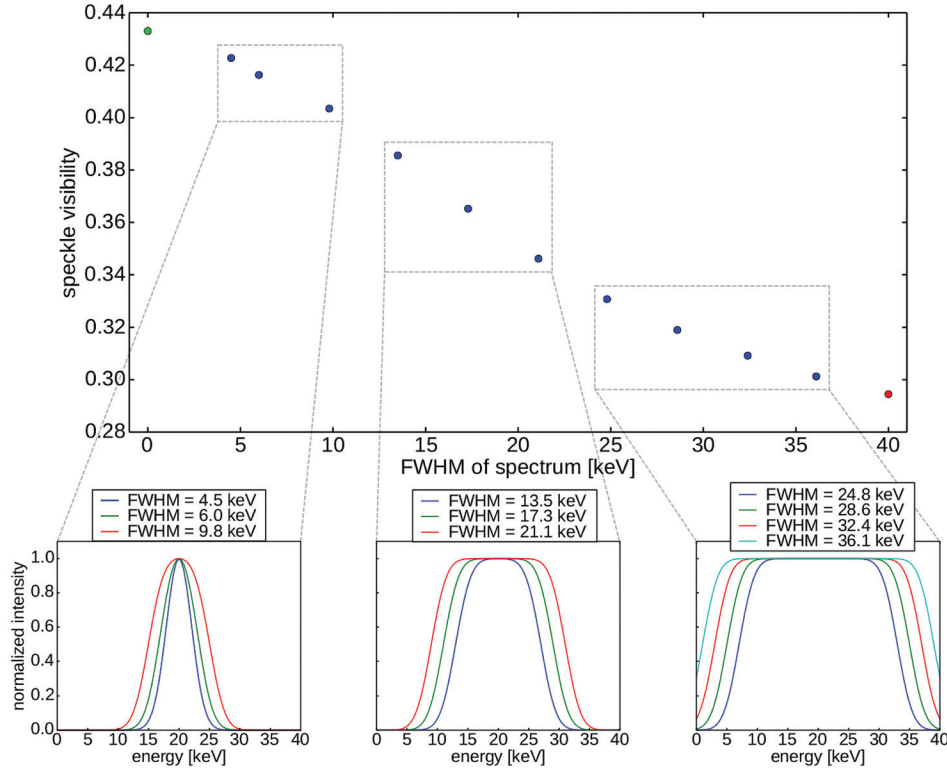 0.44
0.42
0.40
0.38
0.36
0.34
0.32
0.30
0.28
speckle visibility
0 5 10 15 20 25 30 35 40
FWHM of spectrum [keV]
FWHM = 4.5 keV
FWHM = 6.0 keV
FWHM = 9.8 keV
FWHM = 13.5 keV
FWHM = 17.3 keV
FWHM = 21.1 keV
FWHM = 24.8 keV
FWHM = 28.6 keV
FWHM = 32.4 keV
FWHM = 36.1 keV
1.0
0.8
0.6
0.4
0.2
0.0
normalized intensity
0 5 10 15 20 25 30 35 40
energy [keV]
0 5 10 15 20 25 30 35 40
energy [keV]
0 5 10 15 20 25 30 35 40
energy [keV]